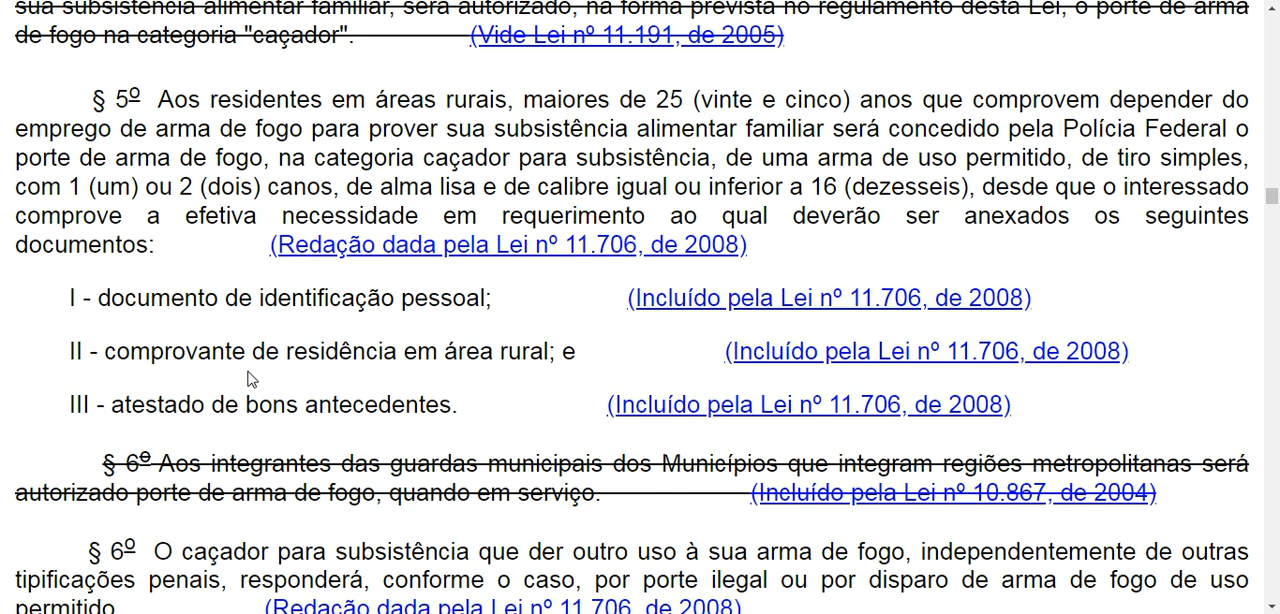 sua subsistência alimentar familiar, será autorizado, na forma prevista no regulamento desta Lei, o porte de arma
de fogo na categoria "caçador". (Vide Lei nº 11.191, de 2005)
§ 5º Aos residentes em áreas rurais, maiores de 25 (vinte e cinco) anos que comprovem depender do
emprego de arma de fogo para prover sua subsistência alimentar familiar será concedido pela Polícia Federal o
porte de arma de fogo, na categoria caçador para subsistência, de uma arma de uso permitido, de tiro simples,
com 1 (um) ou 2 (dois) canos, de alma lisa e de calibre igual ou inferior a 16 (dezesseis), desde que o interessado
comprove a efetiva necessidade em requerimento ao qual deverão ser anexados os seguintes
documentos: (Redação dada pela Lei nº 11.706, de 2008)
I - documento de identificação pessoal; (Incluído pela Lei nº 11.706, de 2008)
II - comprovante de residência em área rural; e (Incluído pela Lei nº 11.706, de 2008)
III - atestado de bons antecedentes. (Incluído pela Lei nº 11.706, de 2008)
§ 6º Aos integrantes das guardas municipais dos Municípios que integram regiões metropolitanas será
autorizado porte de arma de fogo, quando em serviço. (Incluído pela Lei nº 10.867, de 2004)
§ 6º O caçador para subsistência que der outro uso à sua arma de fogo, independentemente de outras
tipificações penais, responderá, conforme o caso, por porte ilegal ou por disparo de arma de fogo de uso
permitido. (Redação dada pela Lei nº 11.706, de 2008)